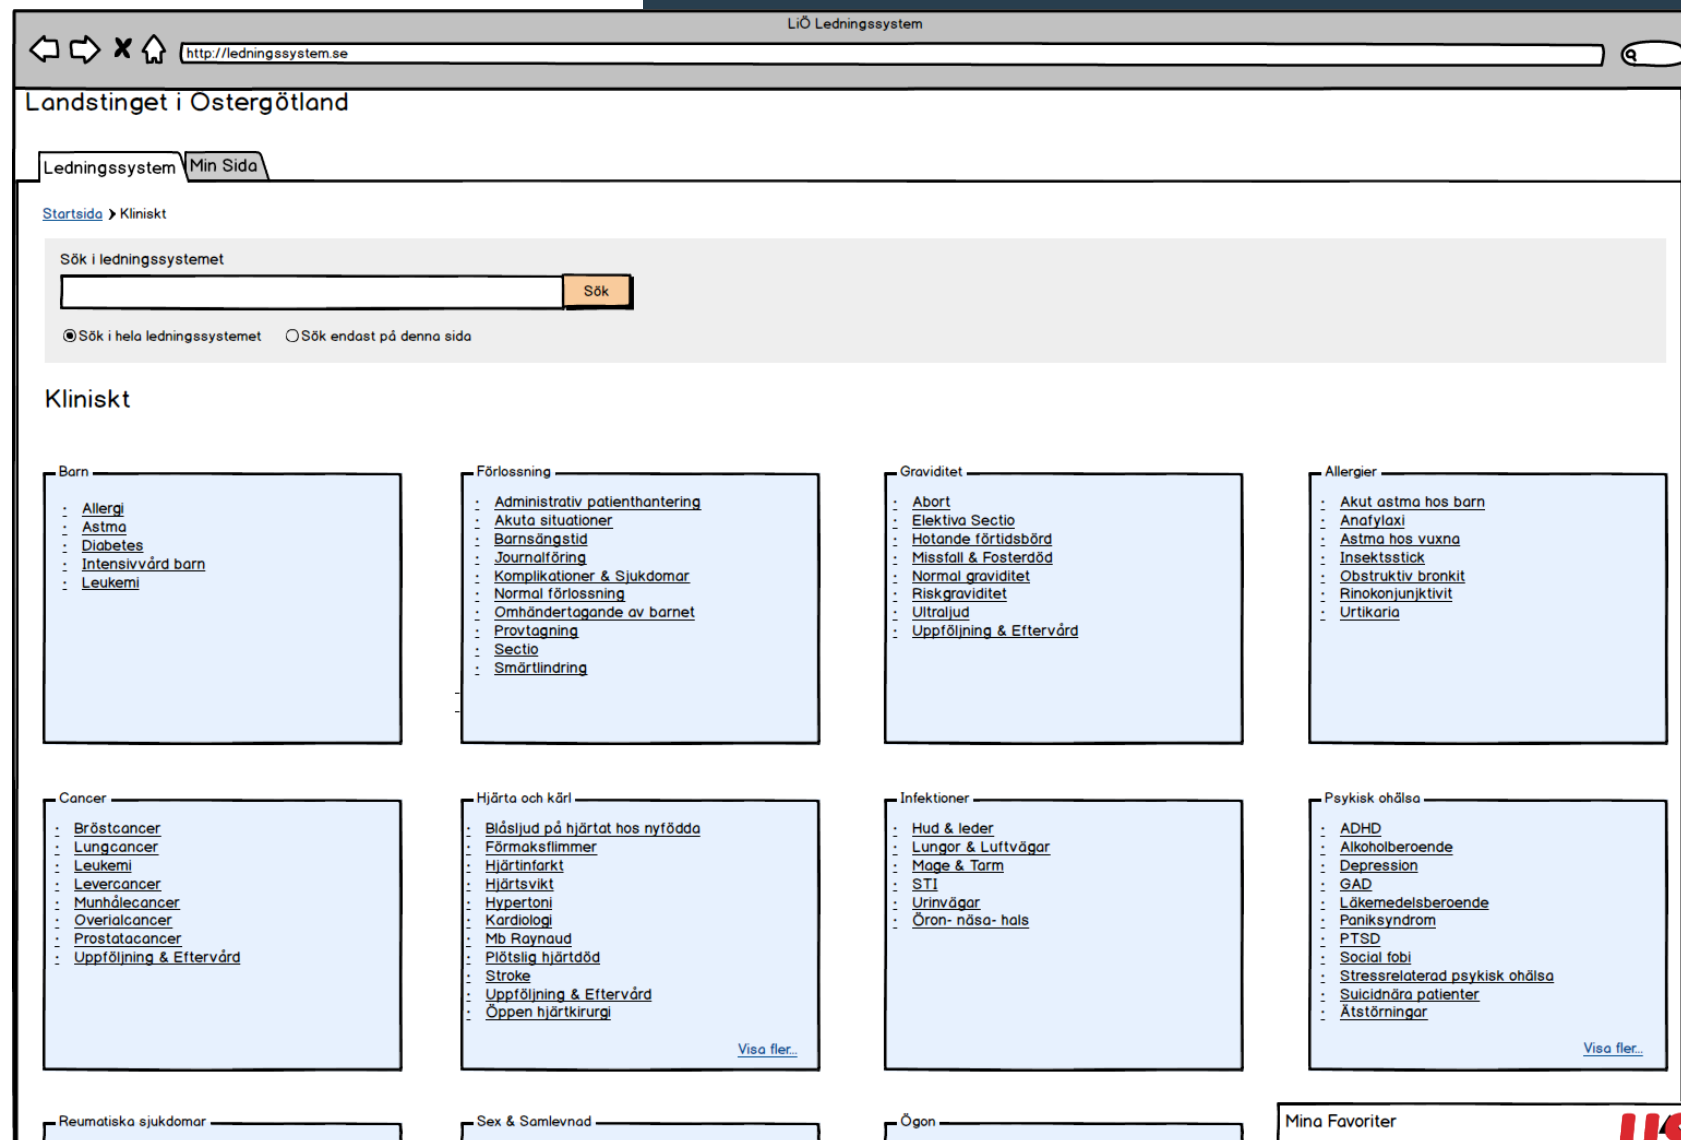 LiÖ Ledningssystem
http://ledningssystem.se
Landstinget i Ostergötland
Ledningssystem
Min Sida
Startsida > Kliniskt
Sök i ledningssystemet
Sök
Sök i hela ledningssystemet
Sök endast på denna sida
Kliniskt
Barn
Allergi
Astma
Diabetes
Intensivvård barn
Leukemi
Förlossning
Administrativ patienthantering
Akuta situationer
Barnsängstid
Journalföring
Komplikationer & Sjukdomar
Normal förlossning
Omhändertagande av barnet
Provtagning
Sectio
Smärtlindring
Graviditet
Abort
Elektiva Sectio
Hotande förtidsbörd
Missfall & Fosterdöd
Normal graviditet
Riskgraviditet
Ultraljud
Uppföljning & Eftervård
Allergier
Akut astma hos barn
Anafylaxi
Astma hos vuxna
Insektsstick
Obstruktiv bronkit
Rinokonjunjktivit
Urtikaria
Cancer
Bröstcancer
Lungcancer
Leukemi
Levercancer
Munhålecancer
Overialcancer
Prostatacancer
Uppföljning & Eftervård
Hjärta och kärl
Blåsljud på hjärtat hos nyfödda
Förmaksflimmer
Hjärtinfarkt
Hjärtsvikt
Hypertoni
Kardiologi
Mb Raynaud
Plötslig hjärtdöd
Stroke
Uppföljning & Eftervård
Öppen hjärtkirurgi
Visa fler...
Infektioner
Hud & leder
Lungor & Luftvägar
Mage & Tarm
STI
Urinvägar
Öron- näsa- hals
Psykisk ohälsa
ADHD
Alkoholberoende
Depression
GAD
Läkemedelsberoende
Paniksyndrom
PTSD
Social fobi
Stressrelaterad psykisk ohälsa
Suicidnära patienter
Ätstörningar
Visa fler...
Reumatiska sjukdomar
Sex & Samlevnad
Ögon
Mina Favoriter